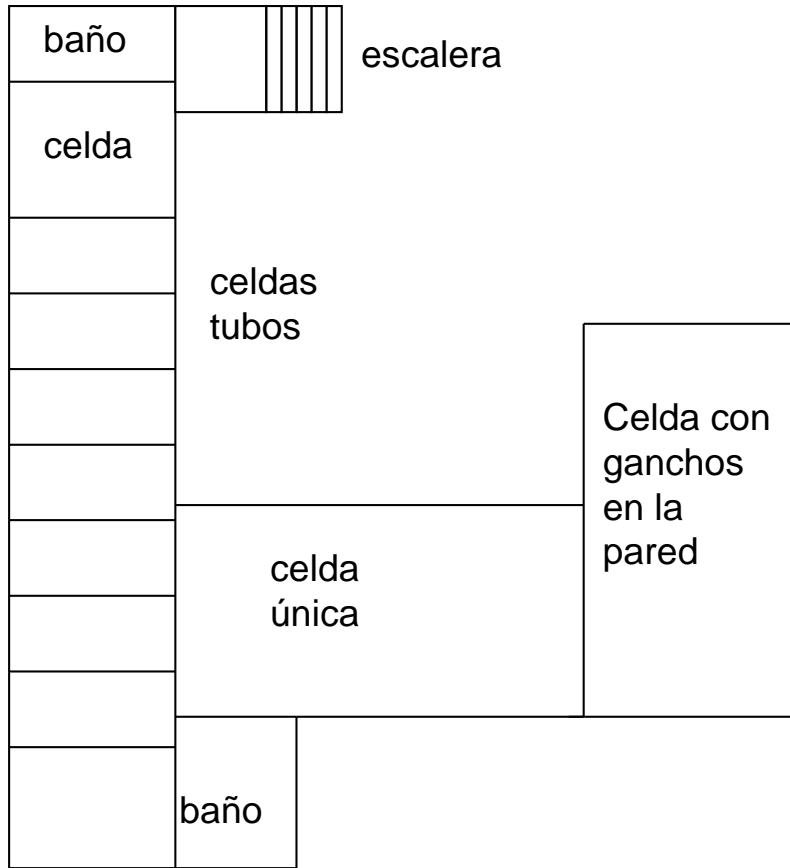 baño
escalera
celda
celdas
tubos
Celda con
ganchos
en la
pared
celda
única
baño